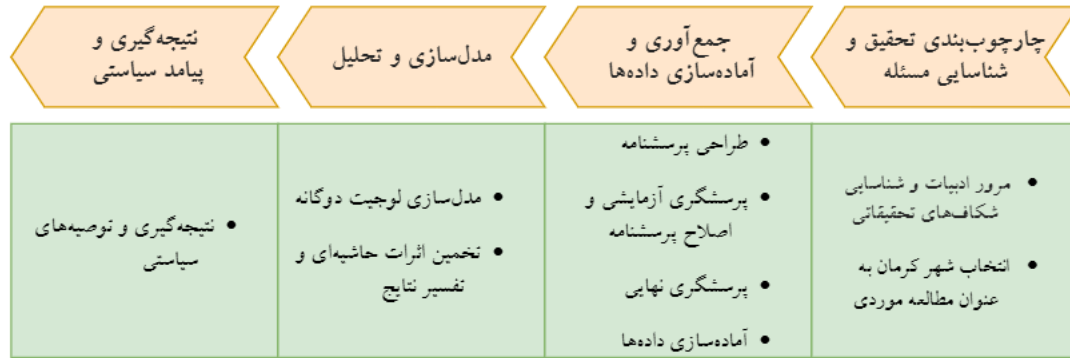 چارچوب‌بندی تحقیق و
شناسایی مسئله
جمع‌آوری و
آماده‌سازی داده‌ها
مدل‌سازی و تحلیل
نتیجه‌گیری و
پیامد سیاستی
• مرور ادبیات و شناسایی
شکاف‌های تحقیقاتی
• انتخاب شهر کرمان به
عنوان مطالعه موردی
• طراحی پرسشنامه
• پرسشگری آزمایشی و
اصلاح پرسشنامه
• پرسشگری نهایی
• آماده‌سازی داده‌ها
• مدل‌سازی لوجیت دوگانه
• تخمین اثرات حاشیه‌ای و
تفسیر نتایج
• نتیجه‌گیری و توصیه‌های
سیاستی